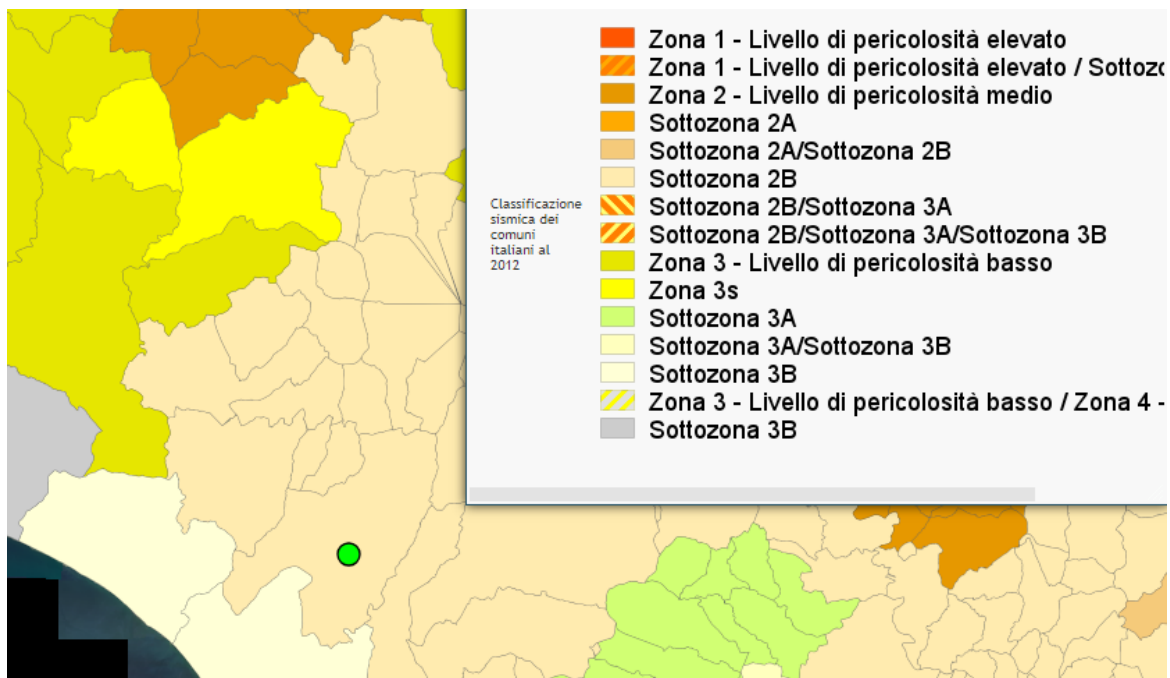 Zona 1 - Livello di pericolosità elevato
Zona 1 - Livello di pericolosità elevato / Sottozo
Zona 2 - Livello di pericolosità medio
Sottozona 2A
Sottozona 2A/Sottozona 2B
Sottozona 2B
Classificazione
sismica dei
comuni
italiani al
2012
Sottozona 2B/Sottozona 3A
Sottozona 2B/Sottozona 3A/Sottozona 3B
Zona 3 - Livello di pericolosità basso
Zona 3s
Sottozona 3A
Sottozona 3A/Sottozona 3B
Sottozona 3B
Zona 3 - Livello di pericolosità basso / Zona 4 -
Sottozona 3B